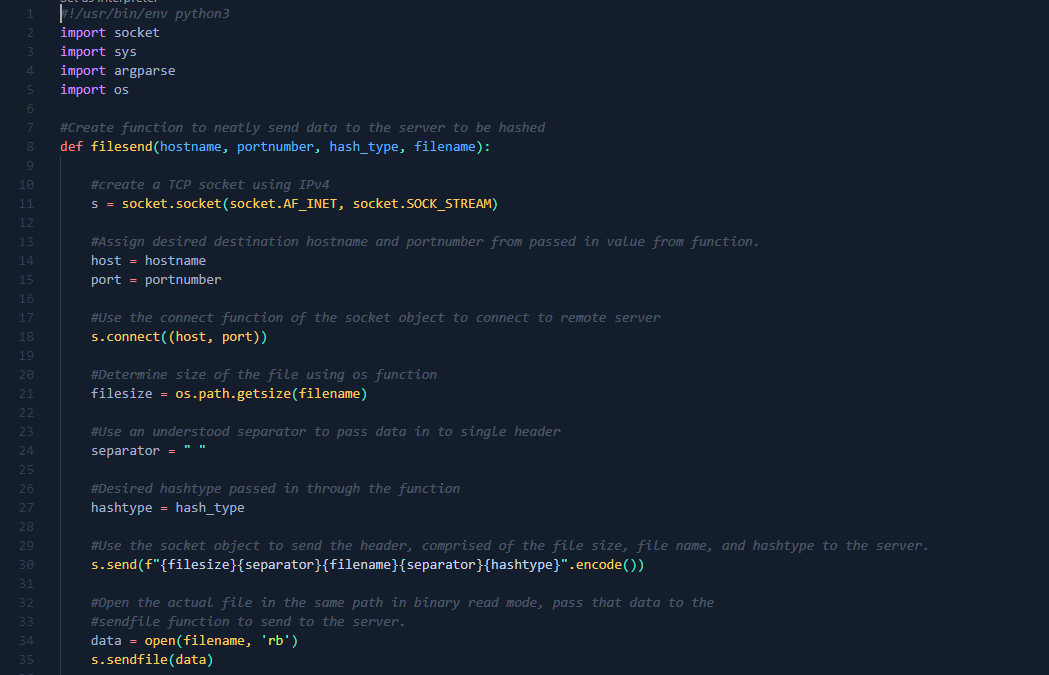 Set as interpreter
1 #!/usr/bin/env python3
2 import socket
3 import sys
4 import argparse
5 import os
6
7 #Create function to neatly send data to the server to be hashed
8 def filesend(hostname, portnumber, hash_type, filename):
9
10 #create a TCP socket using IPv4
11 s = socket.socket(socket.AF_INET, socket.SOCK_STREAM)
12
13 #Assign desired destination hostname and portnumber from passed in value from function.
14 host = hostname
15 port = portnumber
16
17 #Use the connect function of the socket object to connect to remote server
18 s.connect((host, port))
19
20 #Determine size of the file using os function
21 filesize = os.path.getsize(filename)
22
23 #Use an understood separator to pass data in to single header
24 separator = " "
25
26 #Desired hashtype passed in through the function
27 hashtype = hash_type
28
29 #Use the socket object to send the header, comprised of the file size, file name, and hashtype to the server.
30 s.send(f"{filesize}{separator}{filename}{separator}{hashtype}".encode())
31
32 #Open the actual file in the same path in binary read mode, pass that data to the
33 #sendfile function to send to the server.
34 data = open(filename, 'rb')
35 s.sendfile(data)